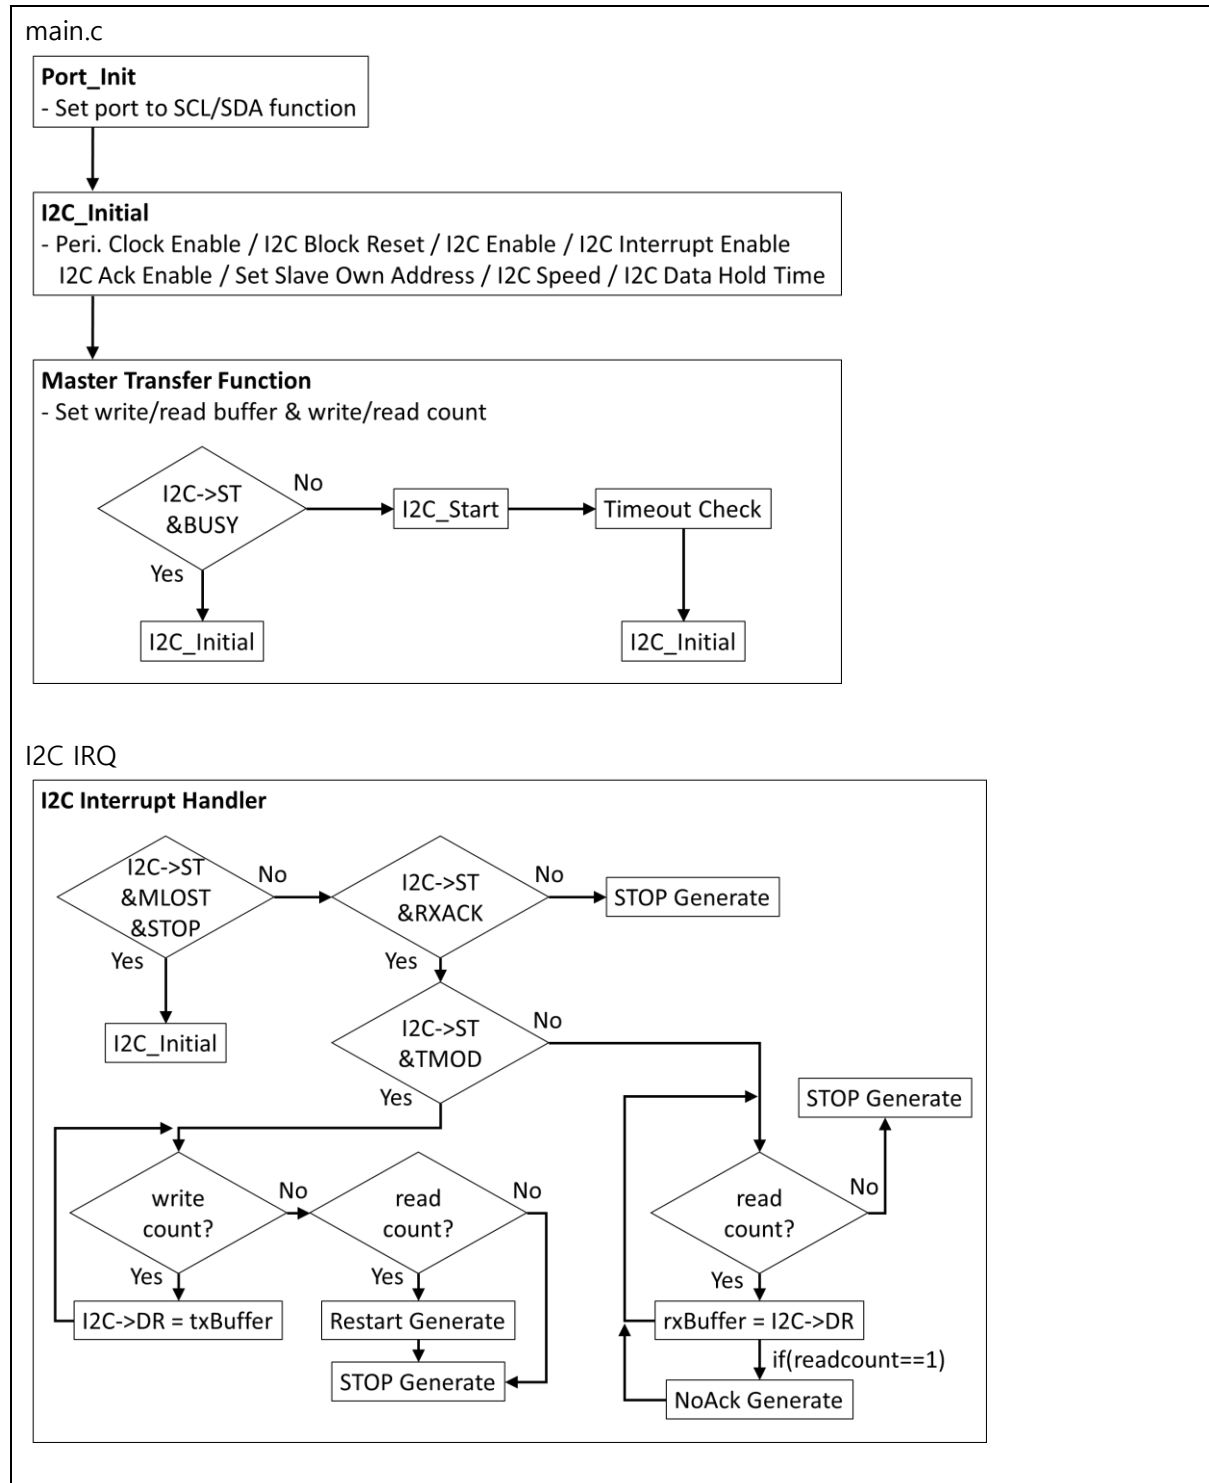 main.c
Port_Init
- Set port to SCL/SDA function
I2C_Initial
- Peri. Clock Enable / I2C Block Reset / I2C Enable / I2C Interrupt Enable
I2C Ack Enable / Set Slave Own Address / I2C Speed / I2C Data Hold Time
Master Transfer Function
- Set write/read buffer & write/read count
I2C->ST
&BUSY
No
I2C_Start
Timeout Check
Yes
I2C_Initial
I2C_Initial
I2C IRQ
I2C Interrupt Handler
I2C->ST
&MLOST
&STOP
No
I2C->ST
&RXACK
No
STOP Generate
Yes
Yes
I2C_Initial
I2C->ST
&TMOD
No
Yes
STOP Generate
write
count?
No
read
count?
No
read
count?
No
Yes
Yes
Yes
I2C->DR = txBuffer
Restart Generate
rxBuffer = I2C->DR
if(readcount==1)
STOP Generate
NoAck Generate